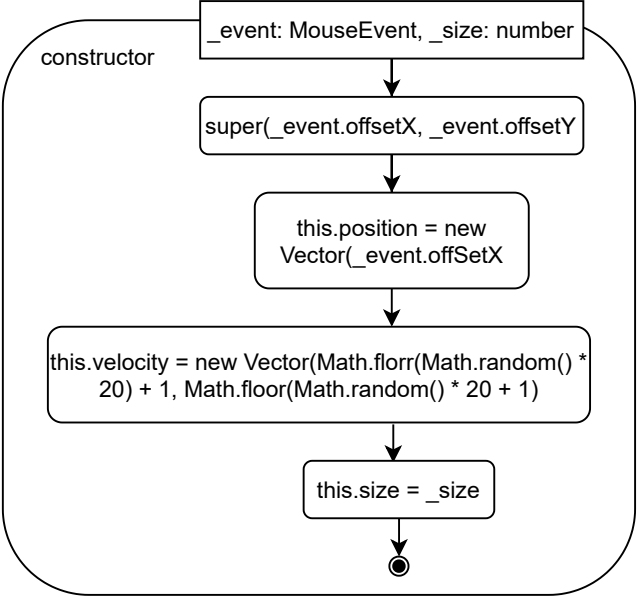 _event: MouseEvent, _size: number
constructor
super(_event.offsetX, _event.offsetY
this.position = new
Vector(_event.offSetX
this.velocity = new Vector(Math.florr(Math.random() *
20) + 1, Math.floor(Math.random() * 20 + 1)
this.size = _size